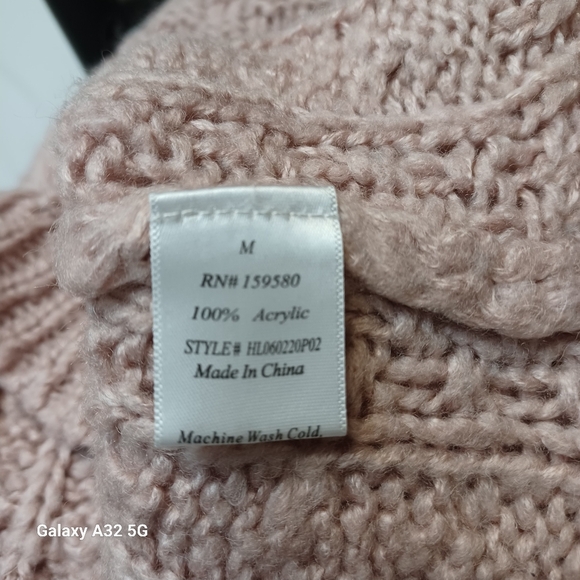 M
RN# 159580
100% Acrylic
STYLE# HL060220P02
Made In China
Machine Wash Cold.
Galaxy A32 5G